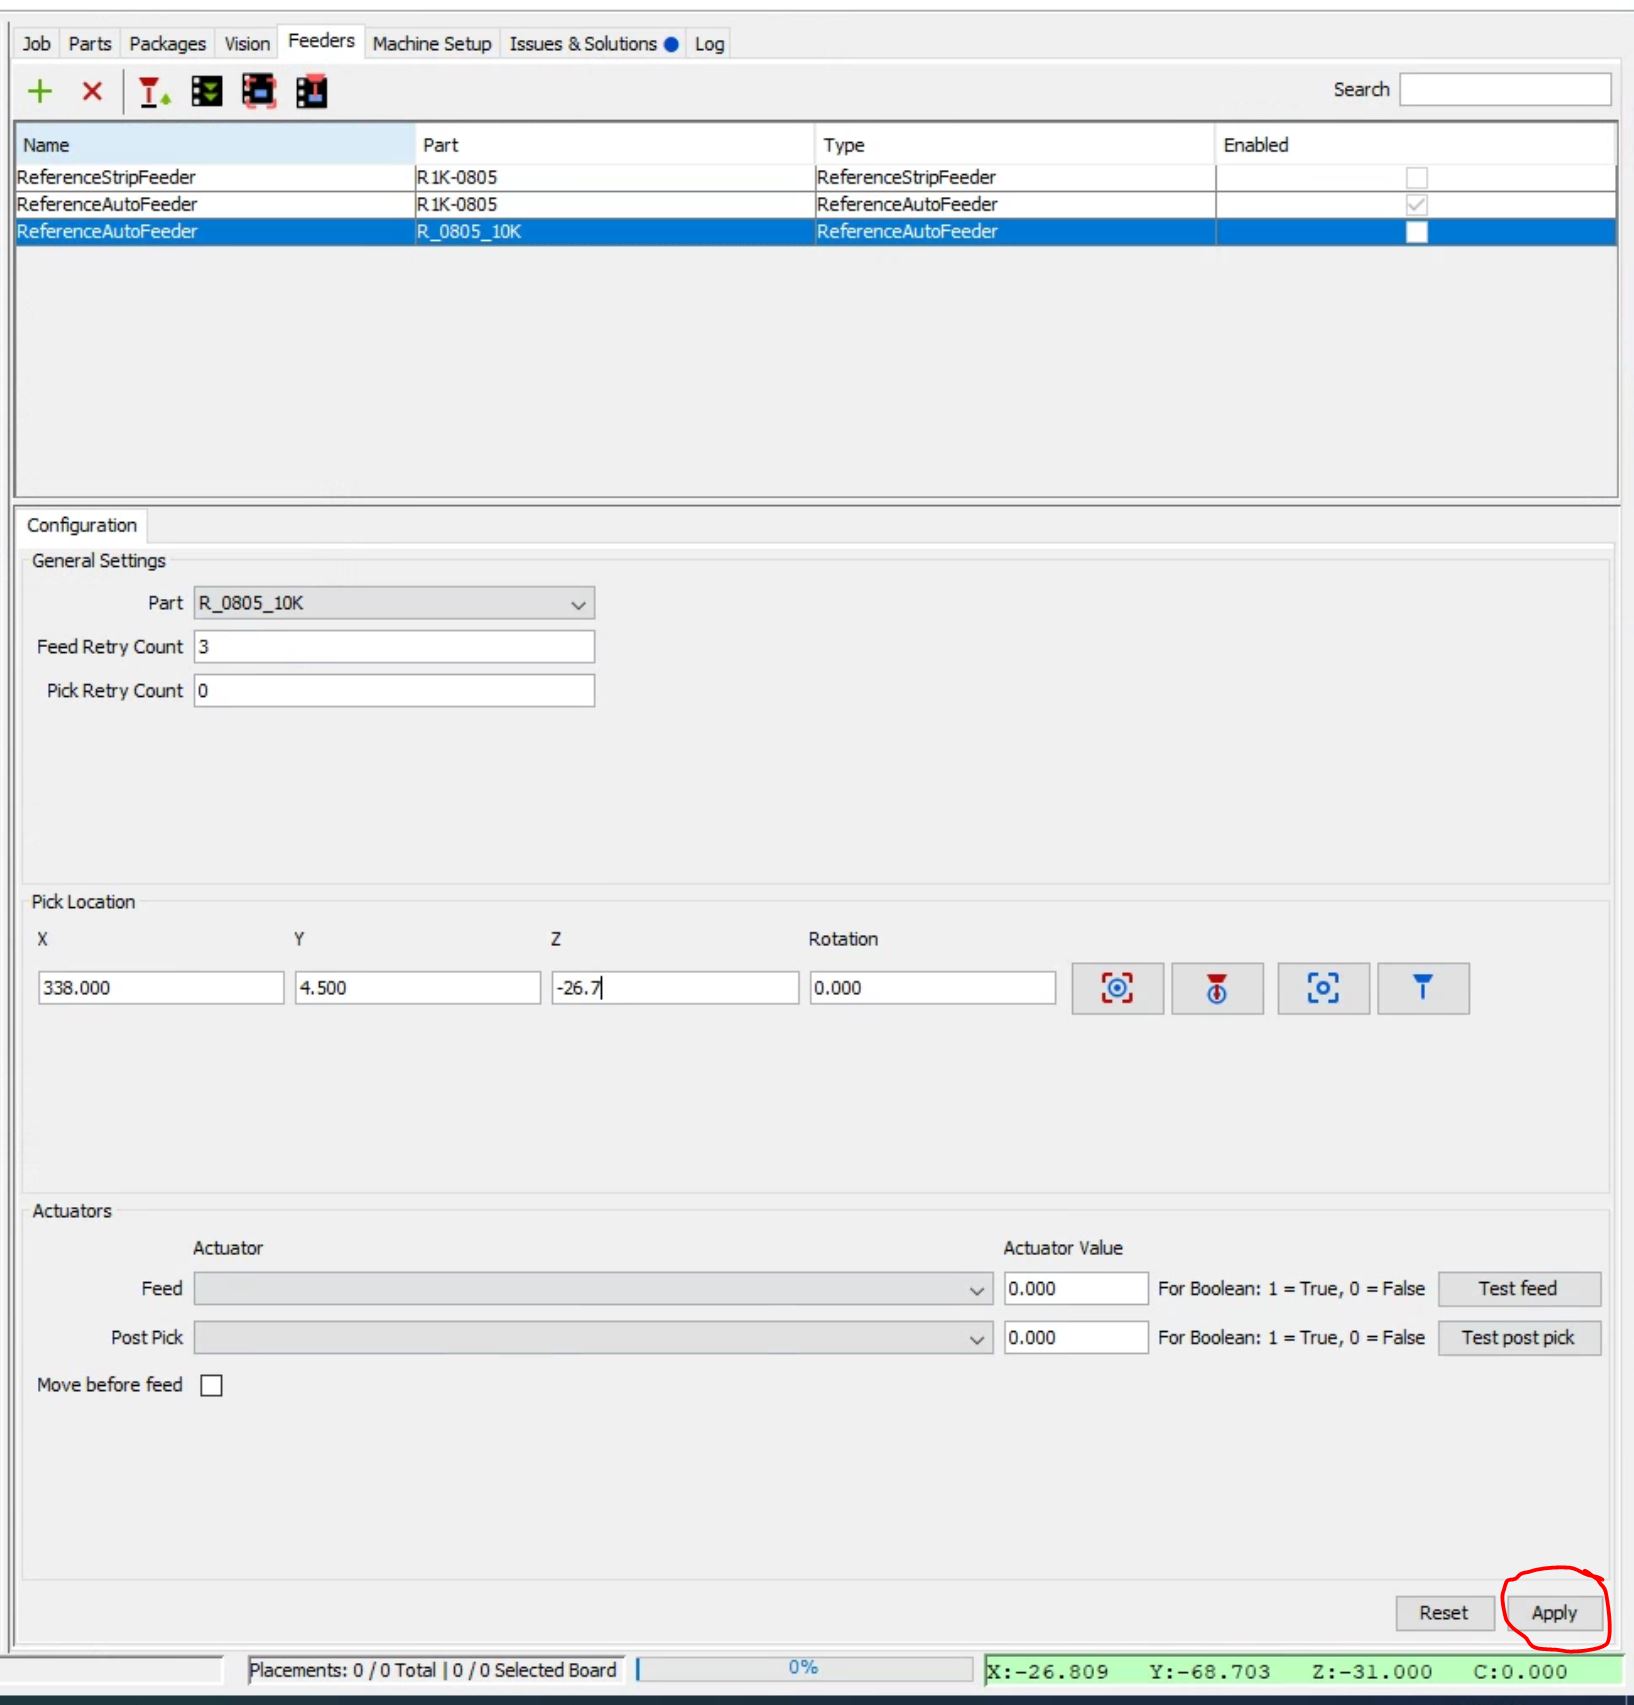 Job Parts Packages Vision Feeders Machine Setup Issues & Solutions Log
Search
Name Part Type Enabled
ReferenceStripFeeder R1K-0805 ReferenceStripFeeder
ReferenceAutoFeeder R1K-0805 ReferenceAutoFeeder
ReferenceAutoFeeder R_0805_10K ReferenceAutoFeeder
Configuration
General Settings
Part R_0805_10K
Feed Retry Count 3
Pick Retry Count 0
Pick Location
X Y Z Rotation
338.000 4.500 -26.7 0.000
Actuators
Actuator Actuator Value
Feed 0.000 For Boolean: 1 = True, 0 = False Test feed
Post Pick 0.000 For Boolean: 1 = True, 0 = False Test post pick
Move before feed
Reset Apply
Placements: 0 / 0 Total | 0 / 0 Selected Board 0% X:-26.809 Y:-68.703 Z:-31.000 C:0.000